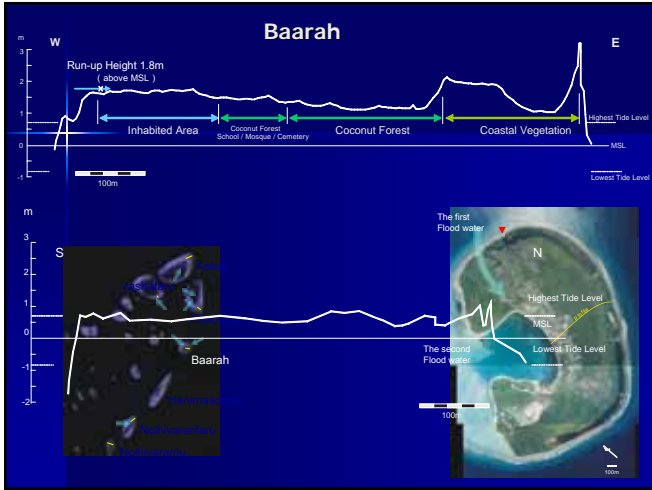 Baarah
m
W
E
3
Run-up Height 1.8m
( above MSL )
2
1
Highest Tide Level
Inhabited Area
Coconut Forest
School / Mosque / Cemetery
Coconut Forest
Coastal Vegetation
0
MSL
-1
Lowest Tide Level
100m
m
The first
Flood water
3
S
N
2
Highest Tide Level
1
MSL
0
The second
Flood water
Lowest Tide Level
Baarah
-1
-2
100m
100m